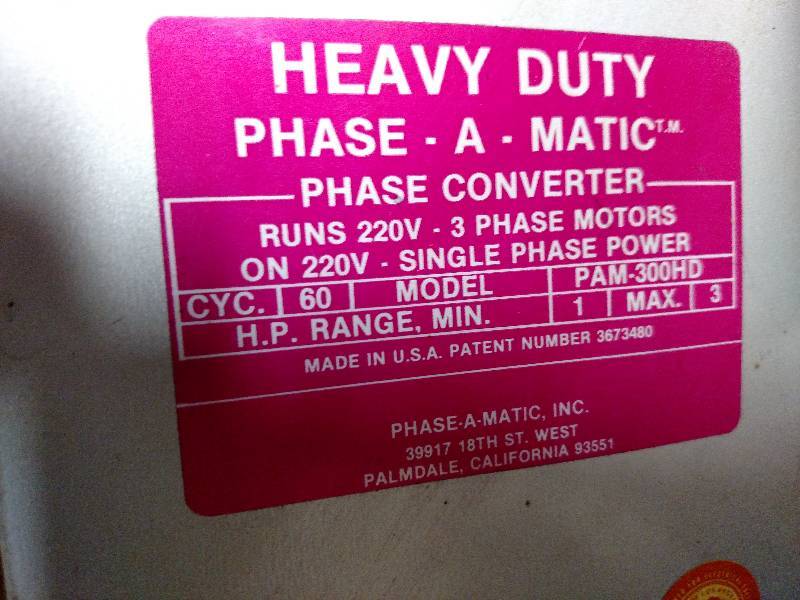 HEAVY DUTY
PHASE - A - MATIC T.M.
PHASE CONVERTER
RUNS 220V - 3 PHASE MOTORS
ON 220V - SINGLE PHASE POWER
CYC. 60 MODEL PAM-300HD
H.P. RANGE, MIN. 1 MAX. 3
MADE IN U.S.A. PATENT NUMBER 3673480
PHASE-A-MATIC, INC.
39917 18TH ST. WEST
PALMDALE, CALIFORNIA 93551